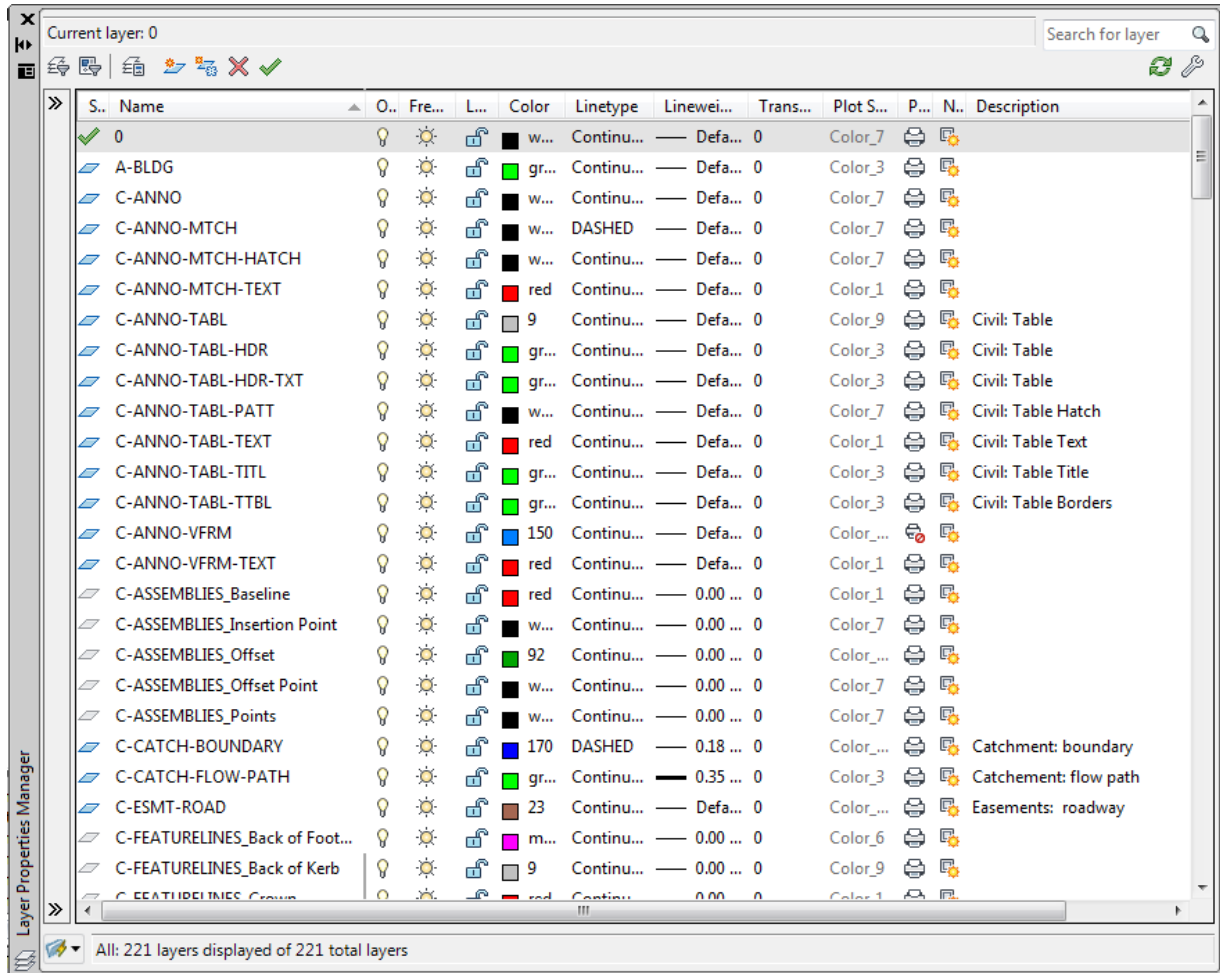 Current layer: 0
Search for layer
S.. Name O.. Fre... L... Color Linetype Linewei... Trans... Plot S... P... N.. Description
0 w... Continu... Defa... 0 Color_7
A-BLDG gr... Continu... Defa... 0 Color_3
C-ANNO w... Continu... Defa... 0 Color_7
C-ANNO-MTCH w... DASHED Defa... 0 Color_7
C-ANNO-MTCH-HATCH w... Continu... Defa... 0 Color_7
C-ANNO-MTCH-TEXT red Continu... Defa... 0 Color_1
C-ANNO-TABL 9 Continu... Defa... 0 Color_9 Civil: Table
C-ANNO-TABL-HDR gr... Continu... Defa... 0 Color_3 Civil: Table
C-ANNO-TABL-HDR-TXT gr... Continu... Defa... 0 Color_3 Civil: Table
C-ANNO-TABL-PATT w... Continu... Defa... 0 Color_7 Civil: Table Hatch
C-ANNO-TABL-TEXT red Continu... Defa... 0 Color_1 Civil: Table Text
C-ANNO-TABL-TITL gr... Continu... Defa... 0 Color_3 Civil: Table Title
C-ANNO-TABL-TTBL gr... Continu... Defa... 0 Color_3 Civil: Table Borders
C-ANNO-VFRM 150 Continu... Defa... 0 Color_...
C-ANNO-VFRM-TEXT red Continu... Defa... 0 Color_1
C-ASSEMBLIES_Baseline red Continu... 0.00 ... 0 Color_1
C-ASSEMBLIES_Insertion Point w... Continu... 0.00 ... 0 Color_7
C-ASSEMBLIES_Offset 92 Continu... 0.00 ... 0 Color_...
C-ASSEMBLIES_Offset Point w... Continu... 0.00 ... 0 Color_7
C-ASSEMBLIES_Points w... Continu... 0.00 ... 0 Color_7
C-CATCH-BOUNDARY 170 DASHED 0.18 ... 0 Color_... Catchment: boundary
C-CATCH-FLOW-PATH gr... Continu... 0.35 ... 0 Color_3 Catchement: flow path
C-ESMT-ROAD 23 Continu... Defa... 0 Color_... Easements: roadway
C-FEATURELINES_Back of Foot... m... Continu... 0.00 ... 0 Color_6
C-FEATURELINES_Back of Kerb 9 Continu... 0.00 ... 0 Color_9
C-FEATURELINES_Crown red Continu... 0.00 ... 0 Color_1
Layer Properties Manager
All: 221 layers displayed of 221 total layers